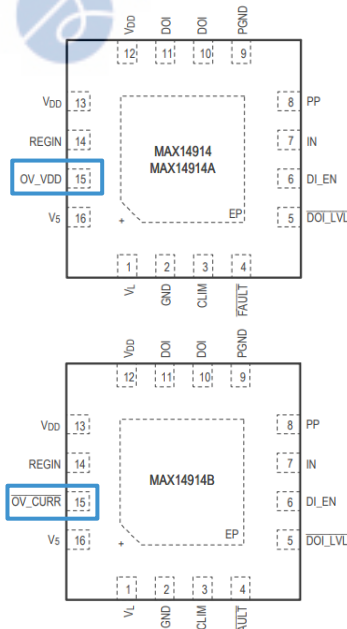 VDD DOI DOI PGND
12 11 10 9
VDD 13 8 PP
REGIN 14 MAX14914 7 IN
MAX14914A
OV_VDD 15 6 DI_EN
V5 16 + EP 5 DOI_LVL
1 2 3 4
VL GND CLIM FAULT
VDD DOI DOI PGND
12 11 10 9
VDD 13 8 PP
REGIN 14 7 IN
MAX14914B
OV_CURR 15 6 DI_EN
V5 16 + EP 5 DOI_LVL
1 2 3 4
VL GND CLIM